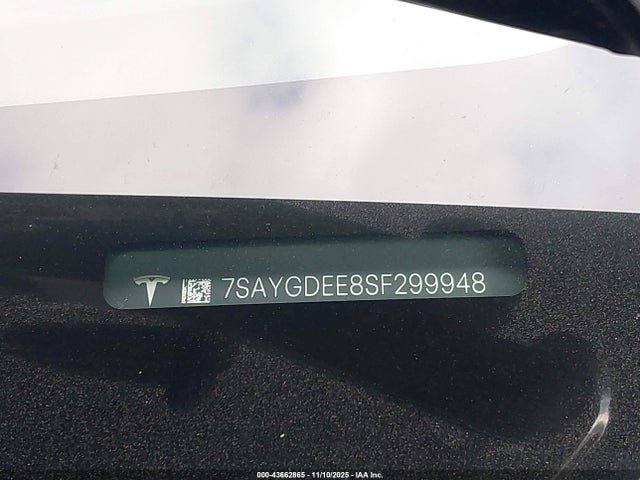 7SAYGDEE8SF299948
000-43662865 - 11/10/2025 - IAA Inc.